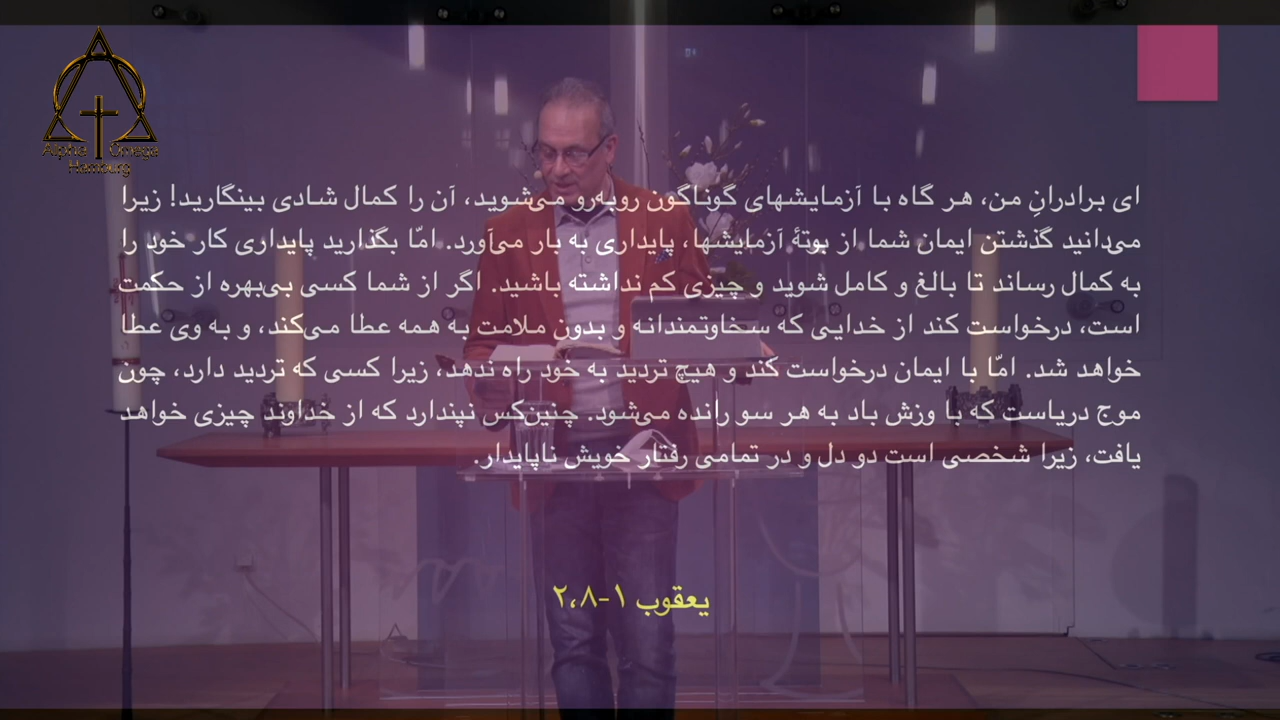 Alpha Omega
Hamburg
ای برادرانِ من، هر گاه با آزمایشهای گوناگون روبه‌رو می‌شوید، آن را کمال شادی بینگارید! زیرا
می‌دانید گذشتن ایمان شما از بوتهٔ آزمایشها، پایداری به بار می‌آورد. امّا بگذارید پایداری کار خود را
به کمال رساند تا بالغ و کامل شوید و چیزی کم نداشته باشید. اگر از شما کسی بی‌بهره از حکمت
است، درخواست کند از خدایی که سخاوتمندانه و بدون ملامت به همه عطا می‌کند، و به وی عطا
خواهد شد. امّا با ایمان درخواست کند و هیچ تردید به خود راه ندهد، زیرا کسی که تردید دارد، چون
موج دریاست که با وزش باد به هر سو رانده می‌شود. چنین‌کس نپندارد که از خداوند چیزی خواهد
یافت، زیرا شخصی است دو دل و در تمامی رفتار خویش ناپایدار.
یعقوب ۱-۲،۸